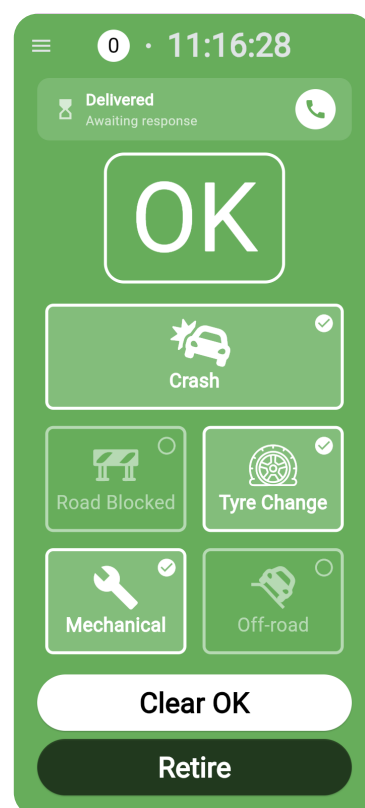 0 · 11:16:28
Delivered
Awaiting response
OK
Crash
Road Blocked
Tyre Change
Mechanical
Off-road
Clear OK
Retire